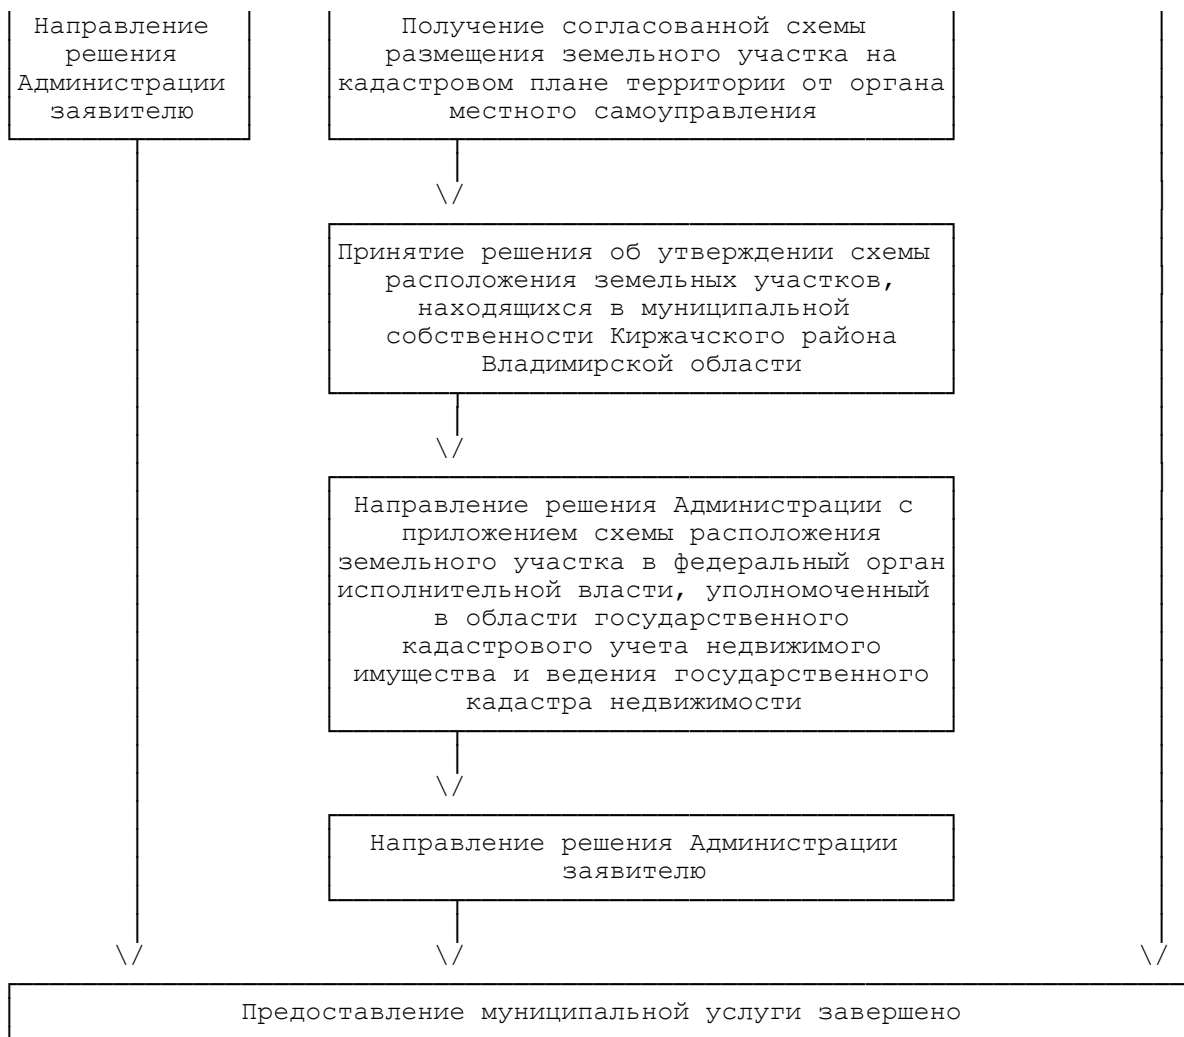 Направление
решения
Администрации
заявителю
Получение согласованной схемы
размещения земельного участка на
кадастровом плане территории от органа
местного самоуправления
Принятие решения об утверждении схемы
расположения земельных участков,
находящихся в муниципальной
собственности Киржачского района
Владимирской области
Направление решения Администрации с
приложением схемы расположения
земельного участка в федеральный орган
исполнительной власти, уполномоченный
в области государственного
кадастрового учета недвижимого
имущества и ведения государственного
кадастра недвижимости
Направление решения Администрации
заявителю
Предоставление муниципальной услуги завершено